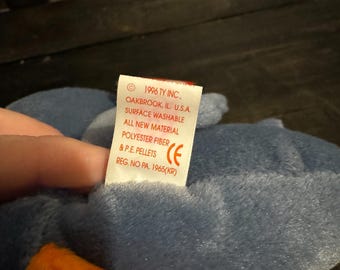 © 1996 TY INC.,
OAKBROOK, IL. U.S.A.
SURFACE WASHABLE
ALL NEW MATERIAL
POLYESTER FIBER
& P.E. PELLETS CE
REG. NO PA. 1965(KR)